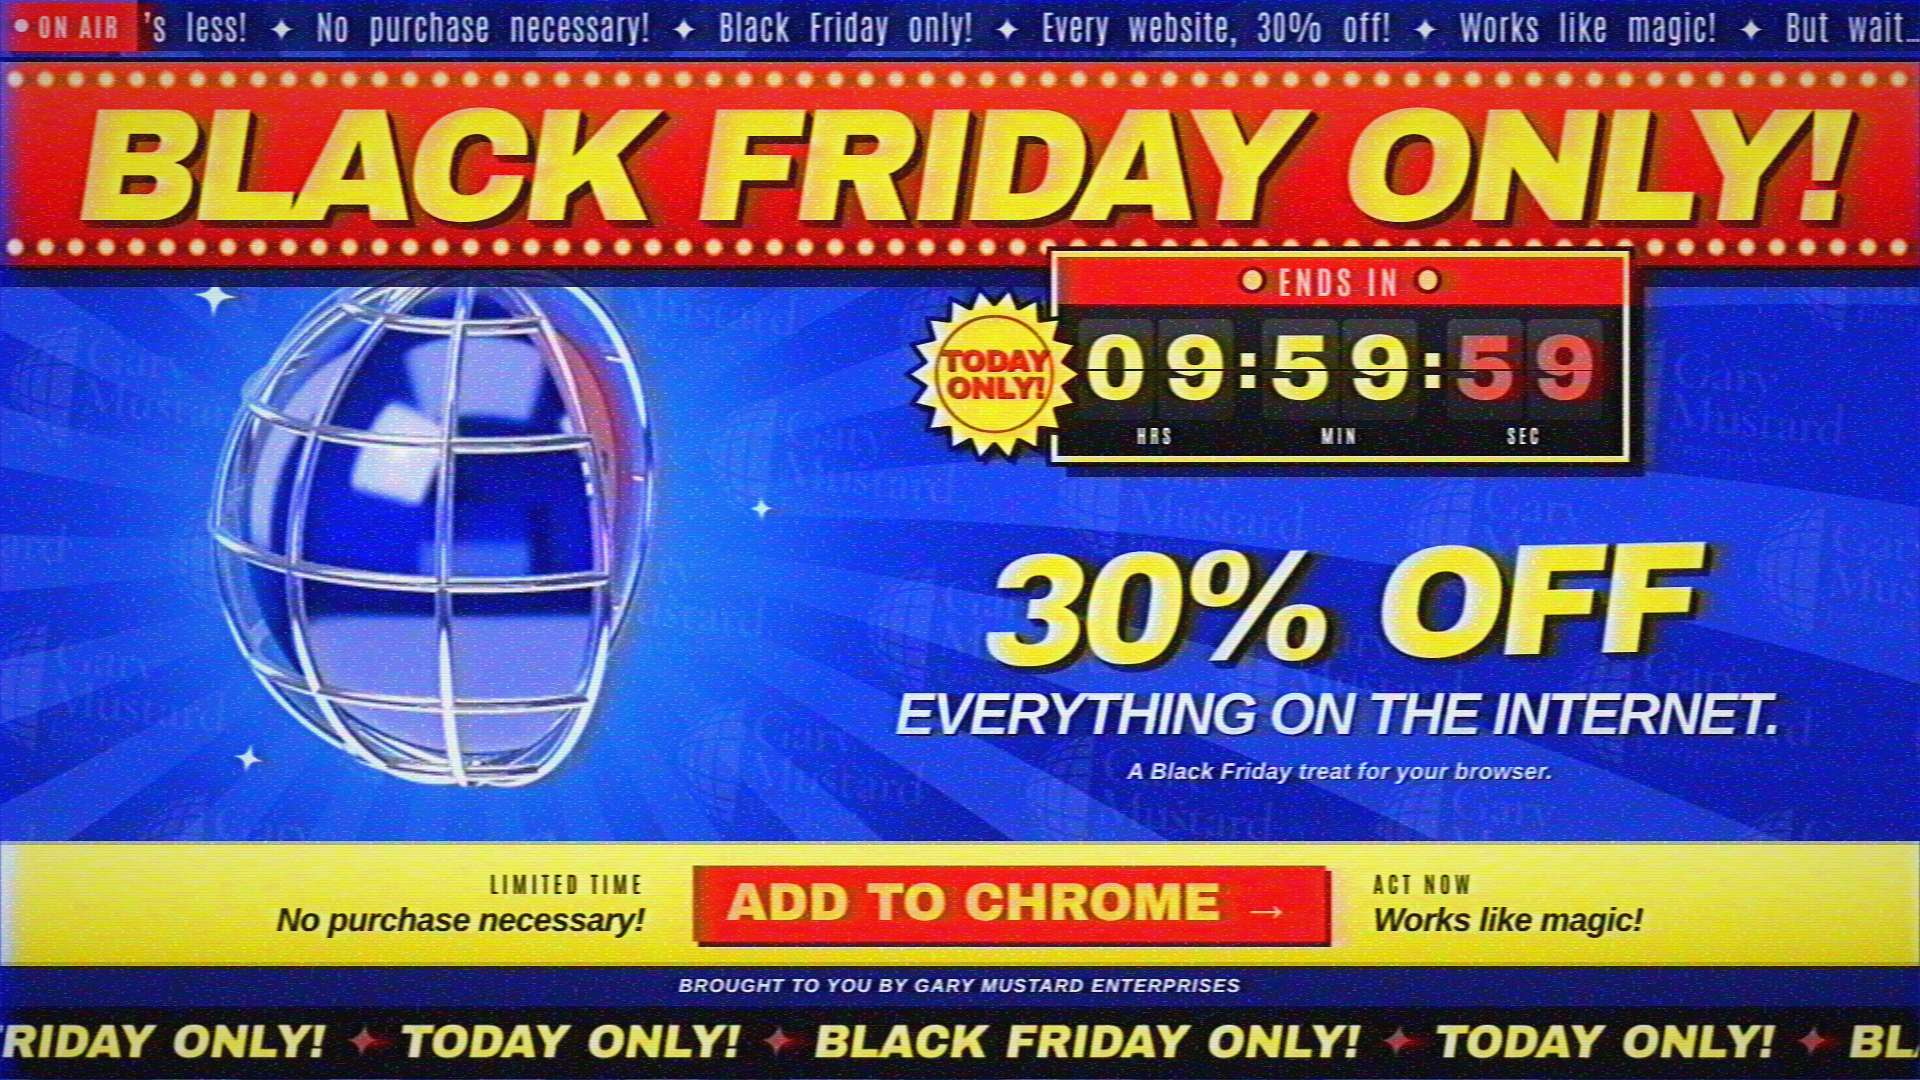 ON AIR 's less! ✦ No purchase necessary! ✦ Black Friday only! ✦ Every website, 30% off! ✦ Works like magic! ✦ But wait...
BLACK FRIDAY ONLY!
ENDS IN
TODAY
ONLY!
09:59:59
HRS MIN SEC
30% OFF
EVERYTHING ON THE INTERNET.
A Black Friday treat for your browser.
LIMITED TIME
No purchase necessary!
ADD TO CHROME →
ACT NOW
Works like magic!
BROUGHT TO YOU BY GARY MUSTARD ENTERPRISES
RIDAY ONLY! ✦ TODAY ONLY! ✦ BLACK FRIDAY ONLY! ✦ TODAY ONLY! ✦ BL
Gary
Mustard